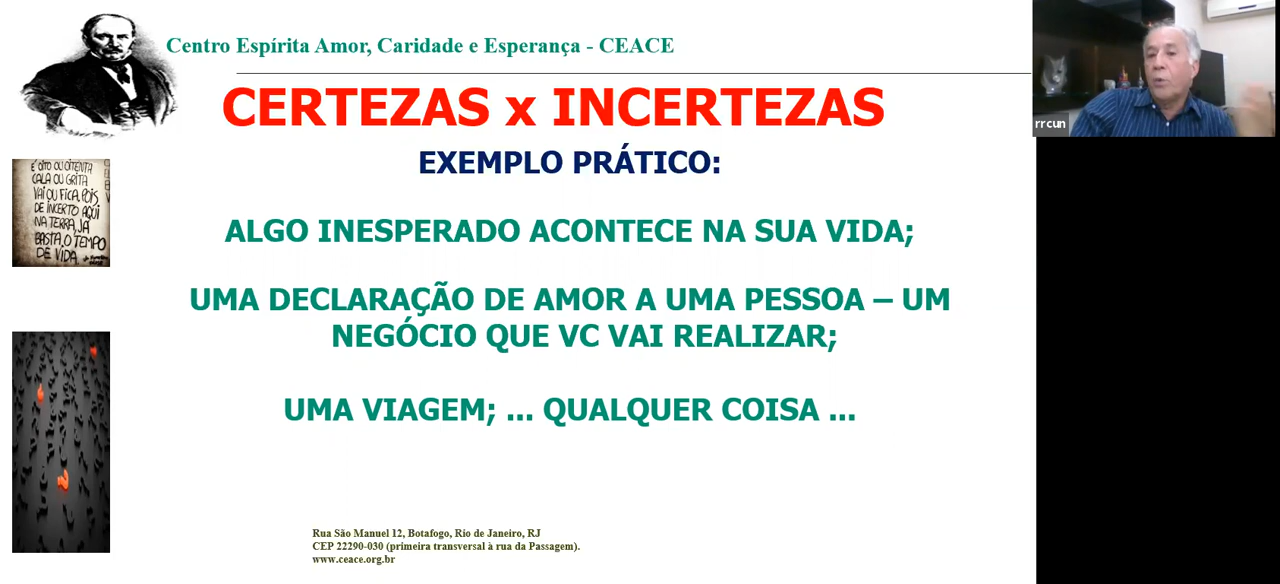 Centro Espírita Amor, Caridade e Esperança - CEACE
CERTEZAS x INCERTEZAS
EXEMPLO PRÁTICO:
ALGO INESPERADO ACONTECE NA SUA VIDA;
UMA DECLARAÇÃO DE AMOR A UMA PESSOA – UM
NEGÓCIO QUE VC VAI REALIZAR;
UMA VIAGEM; ... QUALQUER COISA ...
É OITO OU OITENTA
CALA OU GRITA
VAI OU FICA. POIS
DE INCERTO AQUI
NA TERRA, JÁ
BASTA, O TEMPO
DE VIDA.
Rua São Manuel 12, Botafogo, Rio de Janeiro, RJ
CEP 22290-030 (primeira transversal à rua da Passagem).
www.ceace.org.br
rrcun